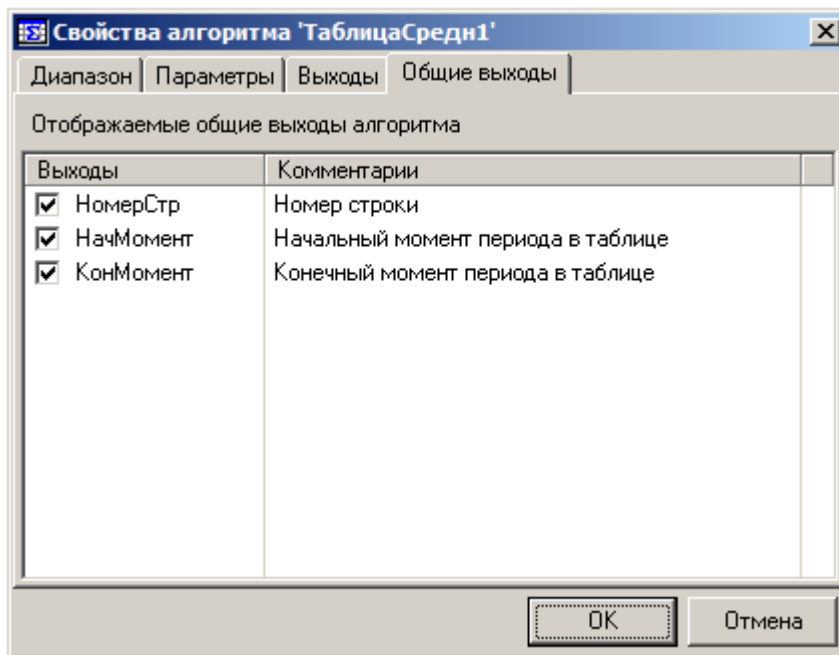 Свойства алгоритма 'ТаблицаСредн1'
Диапазон Параметры Выходы Общие выходы
Отображаемые общие выходы алгоритма
Выходы Комментарии
НомерСтр Номер строки
НачМомент Начальный момент периода в таблице
КонМомент Конечный момент периода в таблице
OK Отмена